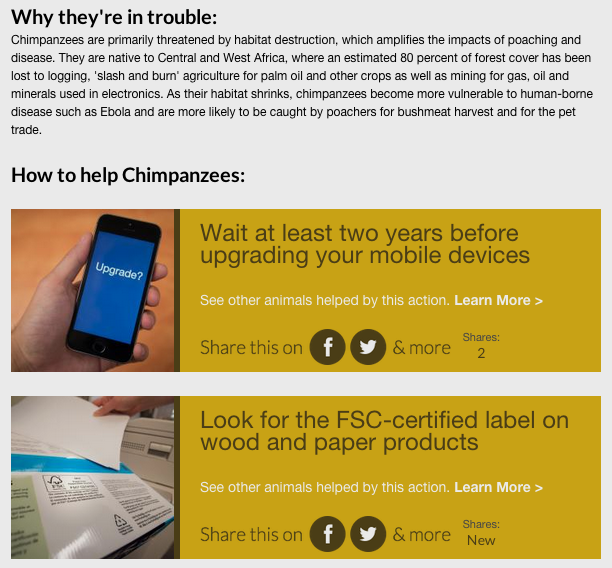 Why they're in trouble:
Chimpanzees are primarily threatened by habitat destruction, which amplifies the impacts of poaching and
disease. They are native to Central and West Africa, where an estimated 80 percent of forest cover has been
lost to logging, 'slash and burn' agriculture for palm oil and other crops as well as mining for gas, oil and
minerals used in electronics. As their habitat shrinks, chimpanzees become more vulnerable to human-borne
disease such as Ebola and are more likely to be caught by poachers for bushmeat harvest and for the pet
trade.
How to help Chimpanzees:
Upgrade?
Wait at least two years before
upgrading your mobile devices
See other animals helped by this action. Learn More >
Share this on
f
& more
Shares:
2
FSC
Look for the FSC-certified label on
wood and paper products
See other animals helped by this action. Learn More >
Share this on
f
& more
Shares:
New